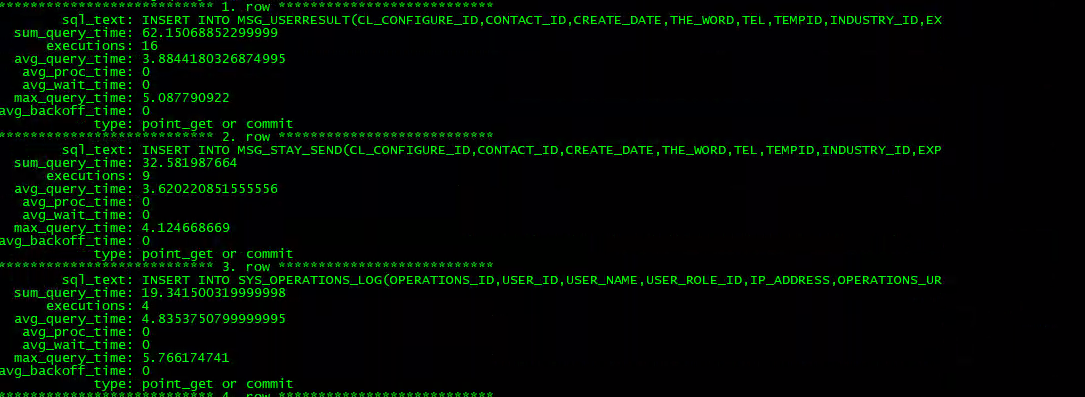 *************************** 1. row ***************************
sql_text: INSERT INTO MSG_USERRESULT(CL_CONFIGURE_ID,CONTACT_ID,CREATE_DATE,THE_WORD,TEL,TEMPID,INDUSTRY_ID,EX
sum_query_time: 62.15068852299999
executions: 16
avg_query_time: 3.8844180326874995
avg_proc_time: 0
avg_wait_time: 0
max_query_time: 5.087790922
avg_backoff_time: 0
type: point_get or commit
*************************** 2. row ***************************
sql_text: INSERT INTO MSG_STAY_SEND(CL_CONFIGURE_ID,CONTACT_ID,CREATE_DATE,THE_WORD,TEL,TEMPID,INDUSTRY_ID,EXP
sum_query_time: 32.581987664
executions: 9
avg_query_time: 3.620220851555556
avg_proc_time: 0
avg_wait_time: 0
max_query_time: 4.124668669
avg_backoff_time: 0
type: point_get or commit
*************************** 3. row ***************************
sql_text: INSERT INTO SYS_OPERATIONS_LOG(OPERATIONS_ID,USER_ID,USER_NAME,USER_ROLE_ID,IP_ADDRESS,OPERATIONS_UR
sum_query_time: 19.341500319999998
executions: 4
avg_query_time: 4.8353750799999995
avg_proc_time: 0
avg_wait_time: 0
max_query_time: 5.766174741
avg_backoff_time: 0
type: point_get or commit
*************************** 4. row ***************************